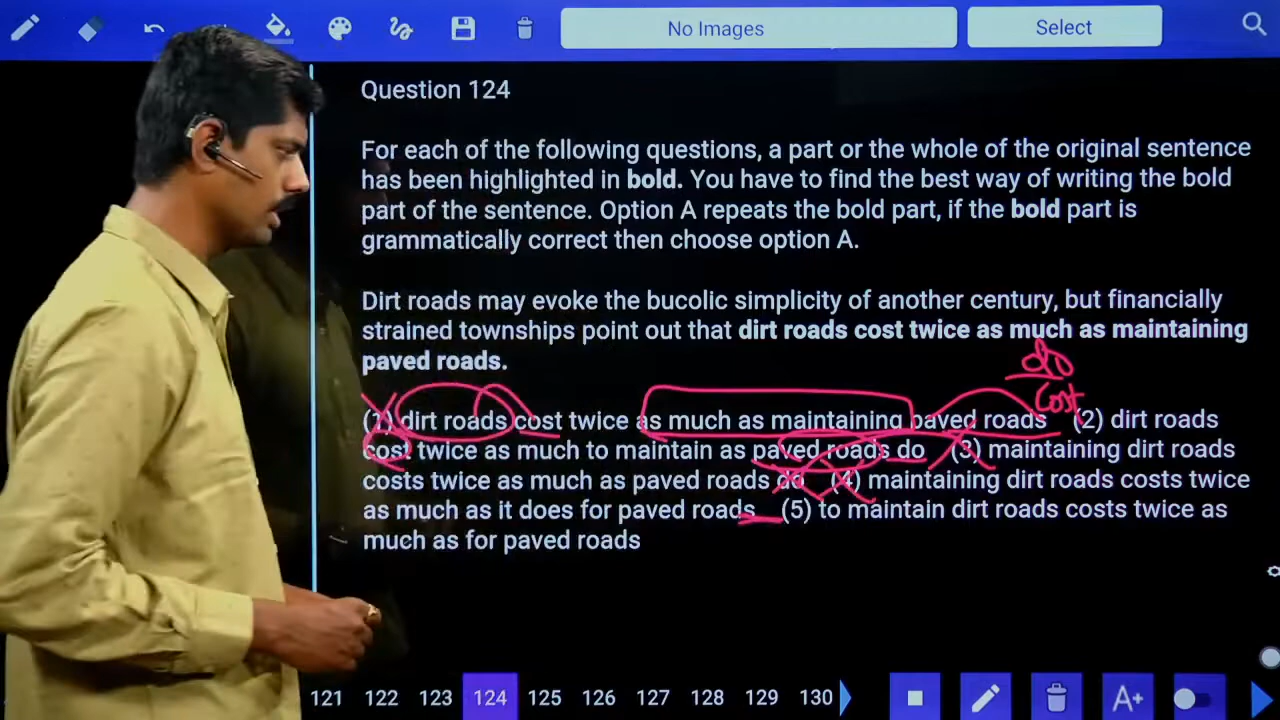 No Images
Select
Question 124
For each of the following questions, a part or the whole of the original sentence
has been highlighted in bold. You have to find the best way of writing the bold
part of the sentence. Option A repeats the bold part, if the bold part is
grammatically correct then choose option A.
Dirt roads may evoke the bucolic simplicity of another century, but financially
strained townships point out that dirt roads cost twice as much as maintaining
paved roads.
do
cost
(1) dirt roads cost twice as much as maintaining paved roads (2) dirt roads
cost twice as much to maintain as paved roads do (3) maintaining dirt roads
costs twice as much as paved roads do (4) maintaining dirt roads costs twice
as much as it does for paved roads (5) to maintain dirt roads costs twice as
much as for paved roads
121 122 123 124 125 126 127 128 129 130 A+